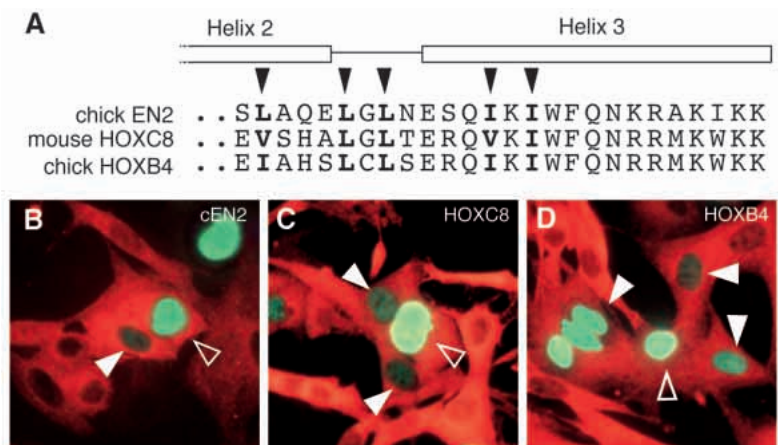 A
Helix 2 Helix 3
chick EN2 ..SLAQELGLNESQIKIWFQNKRAKIKK
mouse HOXC8 ..EVSHALGLTERQVKIWFQNRRMKWKK
chick HOXB4 ..EIAHSLCLSERQIKIWFQNRRMKWKK
B cEN2 C HOXC8 D HOXB4